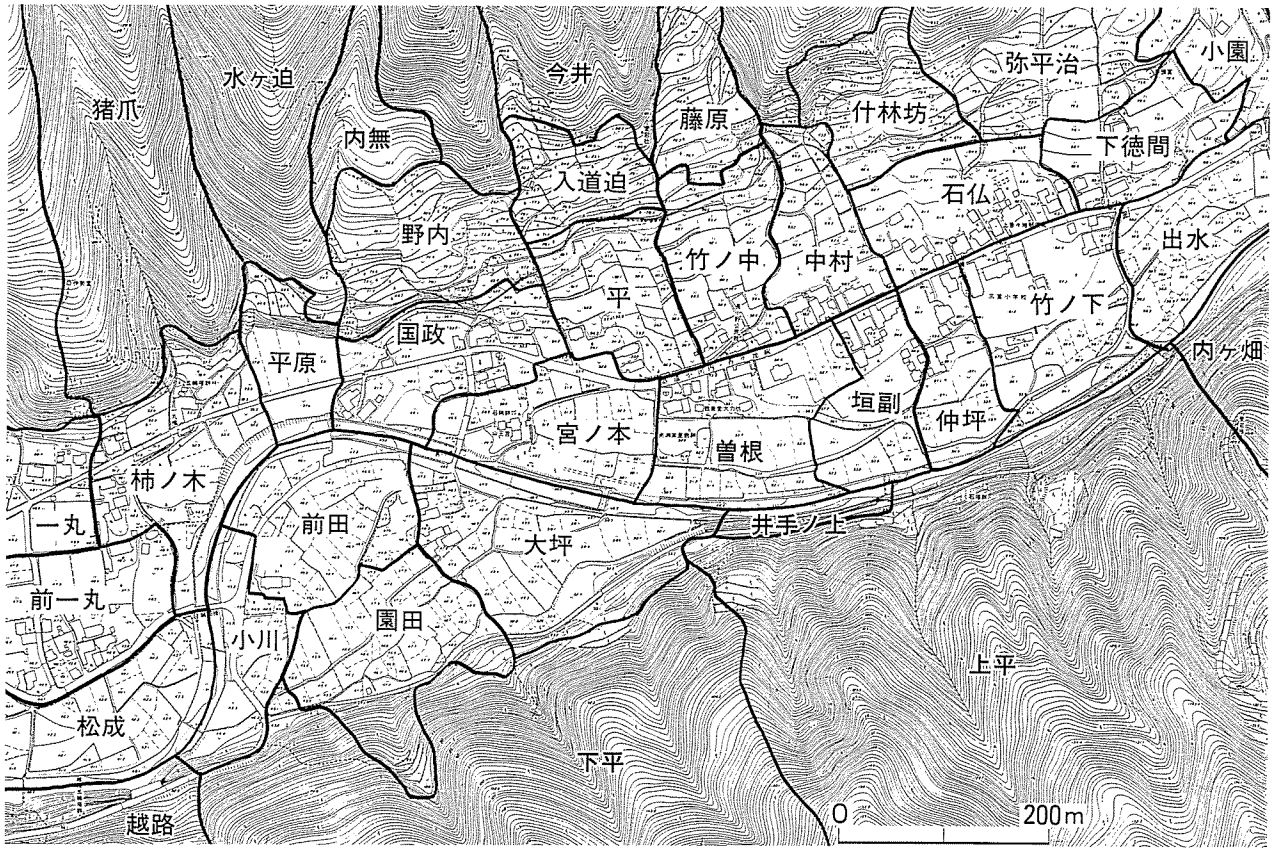 小園
弥平治
今井
水ヶ迫
猪爪
藤原
什林坊
内無
下徳間
入道迫
石仏
野内
出水
竹ノ中
中村
平
竹ノ下
国政
内ヶ畑
平原
垣副
仲坪
宮ノ本
曽根
柿ノ木
一丸
前田
大坪
井手ノ上
前一丸
園田
小川
上平
松成
下平
越路
0 200m